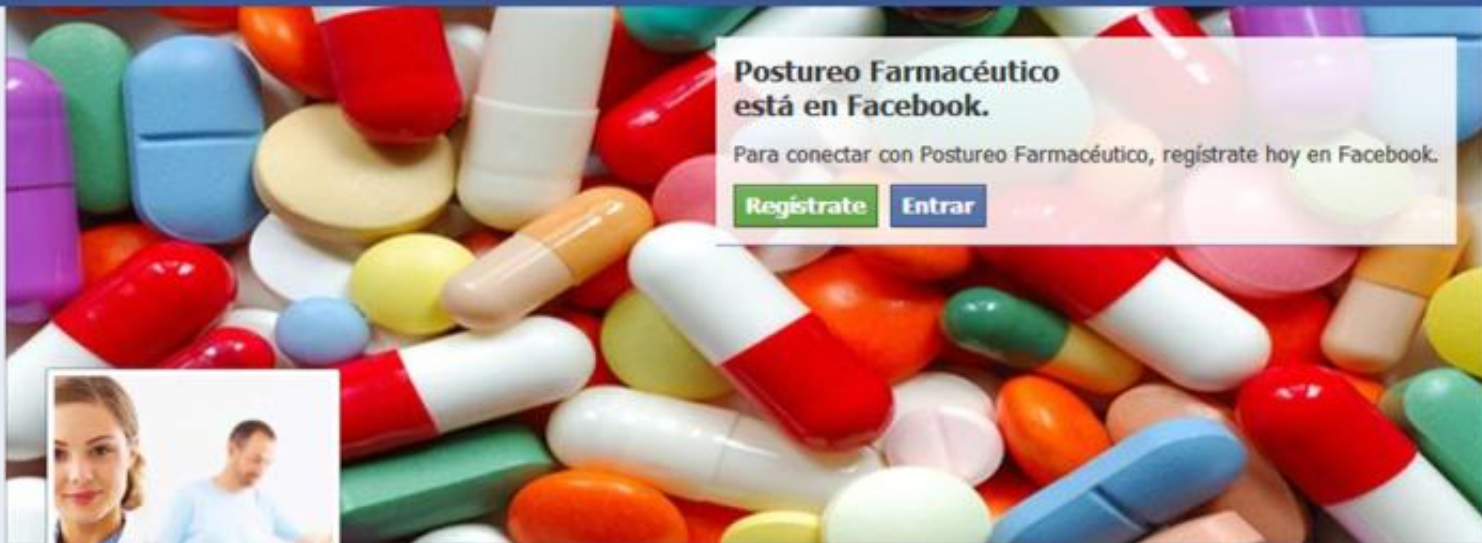 Postureo Farmacéutico
está en Facebook.
Para conectar con Postureo Farmacéutico, regístrate hoy en Facebook.
Regístrate Entrar